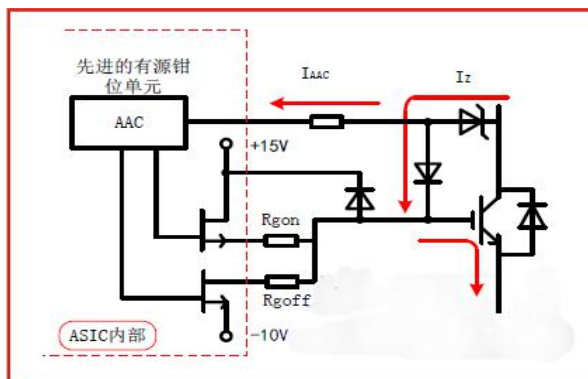 先进的有源钳
位单元
AAC
IAAC
IZ
+15V
Rgon
Rgoff
-10V
ASIC内部